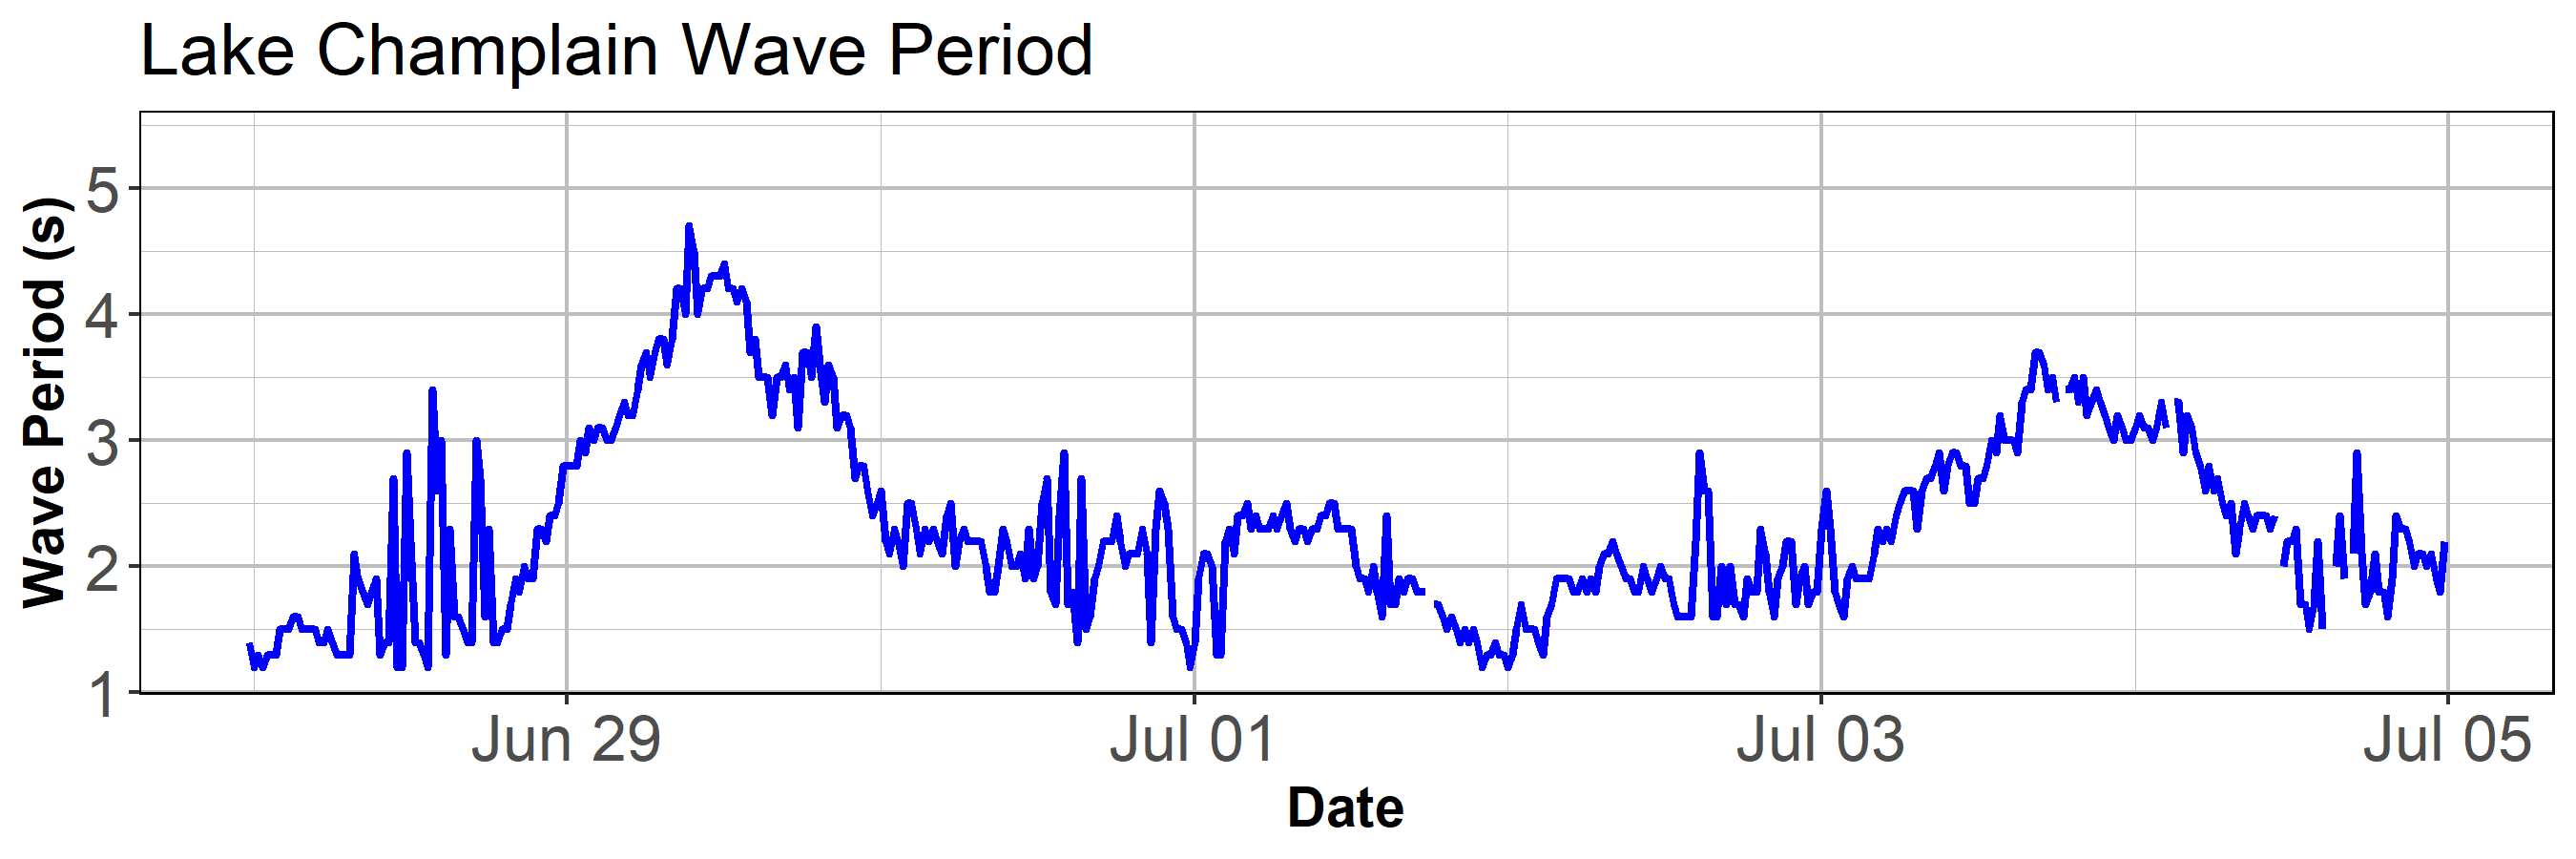 Lake Champlain Wave Period
Wave Period (s)
5
4
3
2
1
Jun 29
Jul 01
Jul 03
Jul 05
Date